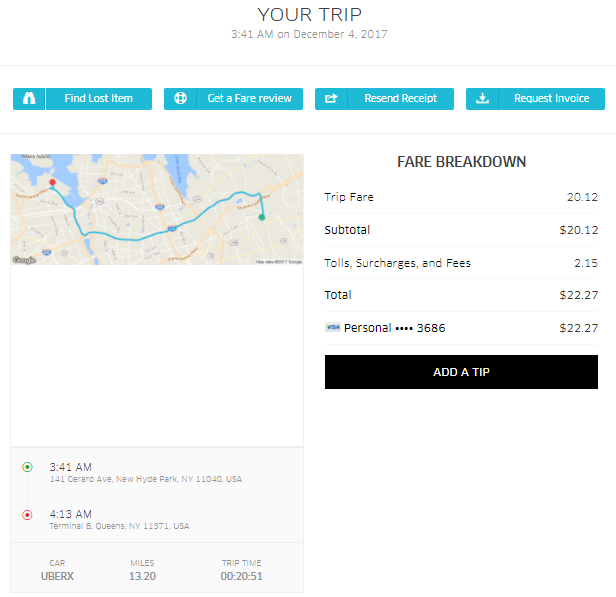 YOUR TRIP
3:41 AM on December 4, 2017
Find Lost Item
Get a Fare review
Resend Receipt
Request Invoice
Google
Map data ©2017 Google
FARE BREAKDOWN
Trip Fare 20.12
Subtotal $20.12
Tolls, Surcharges, and Fees 2.15
Total $22.27
VISA Personal •••• 3686 $22.27
ADD A TIP
3:41 AM
141 Gerard Ave, New Hyde Park, NY 11040, USA
4:13 AM
Terminal B, Queens, NY 11371, USA
CAR MILES TRIP TIME
UBERX 13.20 00:20:51